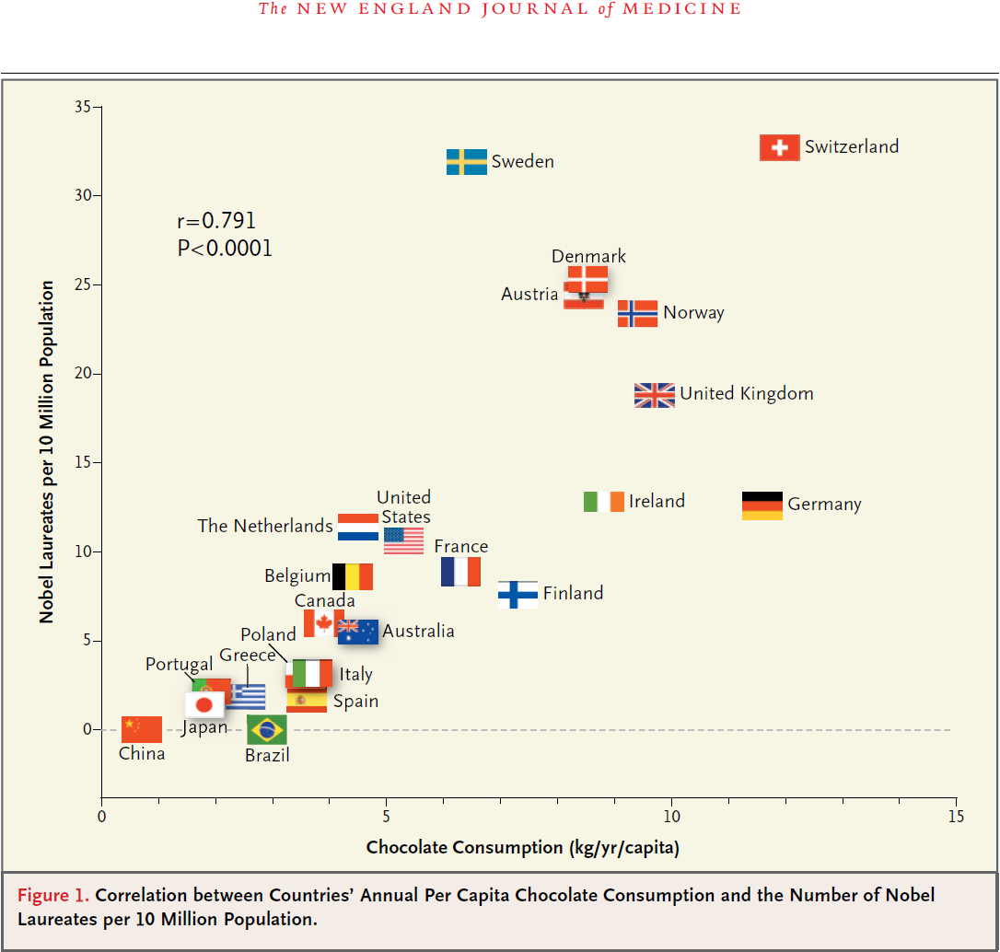 The NEW ENGLAND JOURNAL of MEDICINE
35
Switzerland
Sweden
30
r=0.791
P<0.0001
Denmark
25
Austria
Norway
20
United Kingdom
15
United
States
Ireland
Germany
The Netherlands
10
France
Belgium
Finland
Canada
Australia
5
Poland
Greece
Portugal
Italy
Spain
0
Japan
China
Brazil
Nobel Laureates per 10 Million Population
0
5
10
15
Chocolate Consumption (kg/yr/capita)
Figure 1. Correlation between Countries’ Annual Per Capita Chocolate Consumption and the Number of Nobel
Laureates per 10 Million Population.